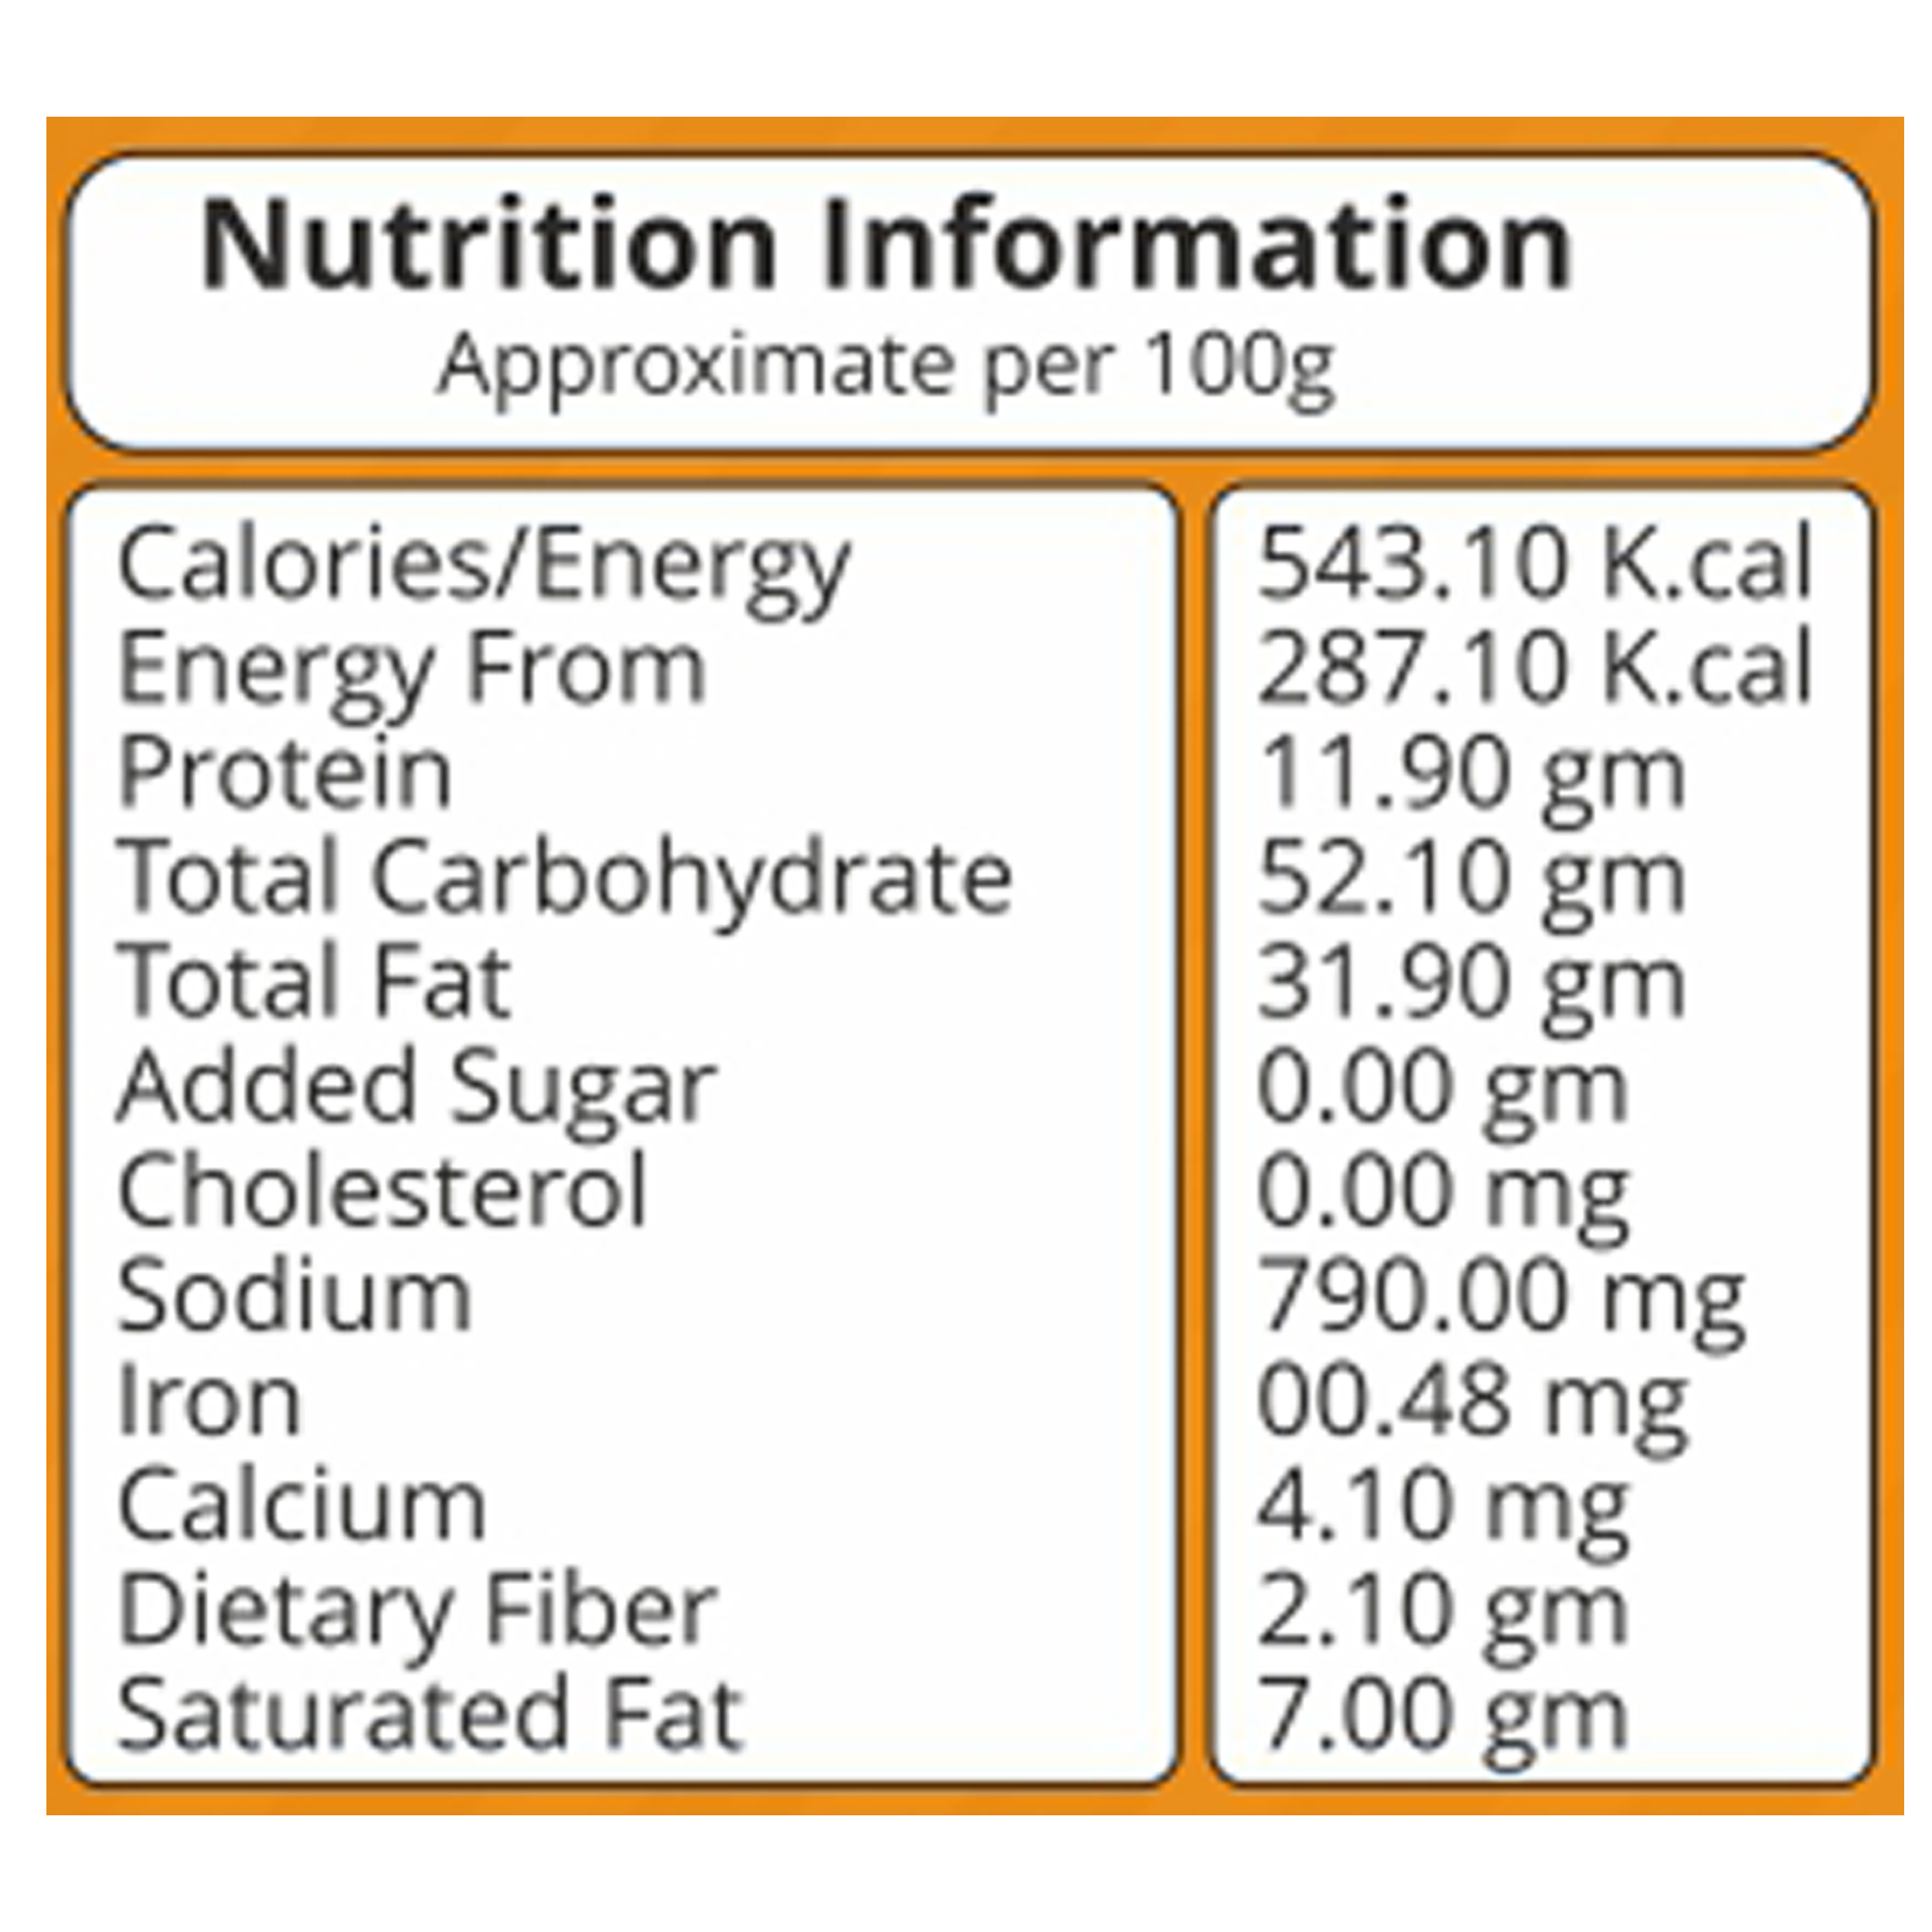 Nutrition Information
Approximate per 100g
Calories/Energy 543.10 K.cal
Energy From 287.10 K.cal
Protein 11.90 gm
Total Carbohydrate 52.10 gm
Total Fat 31.90 gm
Added Sugar 0.00 gm
Cholesterol 0.00 mg
Sodium 790.00 mg
Iron 00.48 mg
Calcium 4.10 mg
Dietary Fiber 2.10 gm
Saturated Fat 7.00 gm